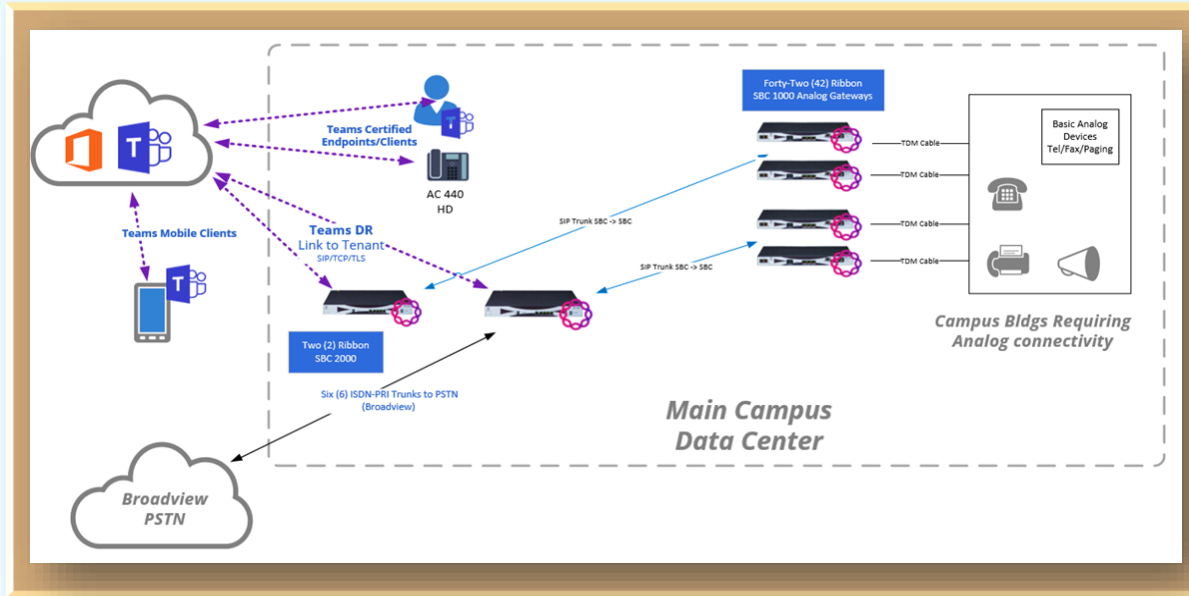 Forty-Two (42) Ribbon
SBC 1000 Analog Gateways
Basic Analog
Devices
Tel/Fax/Paging
Teams Certified
Endpoints/Clients
T
T
TDM Cable
TDM Cable
AC 440
HD
SIP Trunk SBC -> SBC
TDM Cable
Teams Mobile Clients
Teams DR
Link to Tenant
SIP/TCP/TLS
TDM Cable
SIP Trunk SBC -> SBC
T
Campus Bldgs Requiring
Analog connectivity
Two (2) Ribbon
SBC 2000
Six (6) ISDN-PRI Trunks to PSTN
(Broadview)
Main Campus
Data Center
Broadview
PSTN